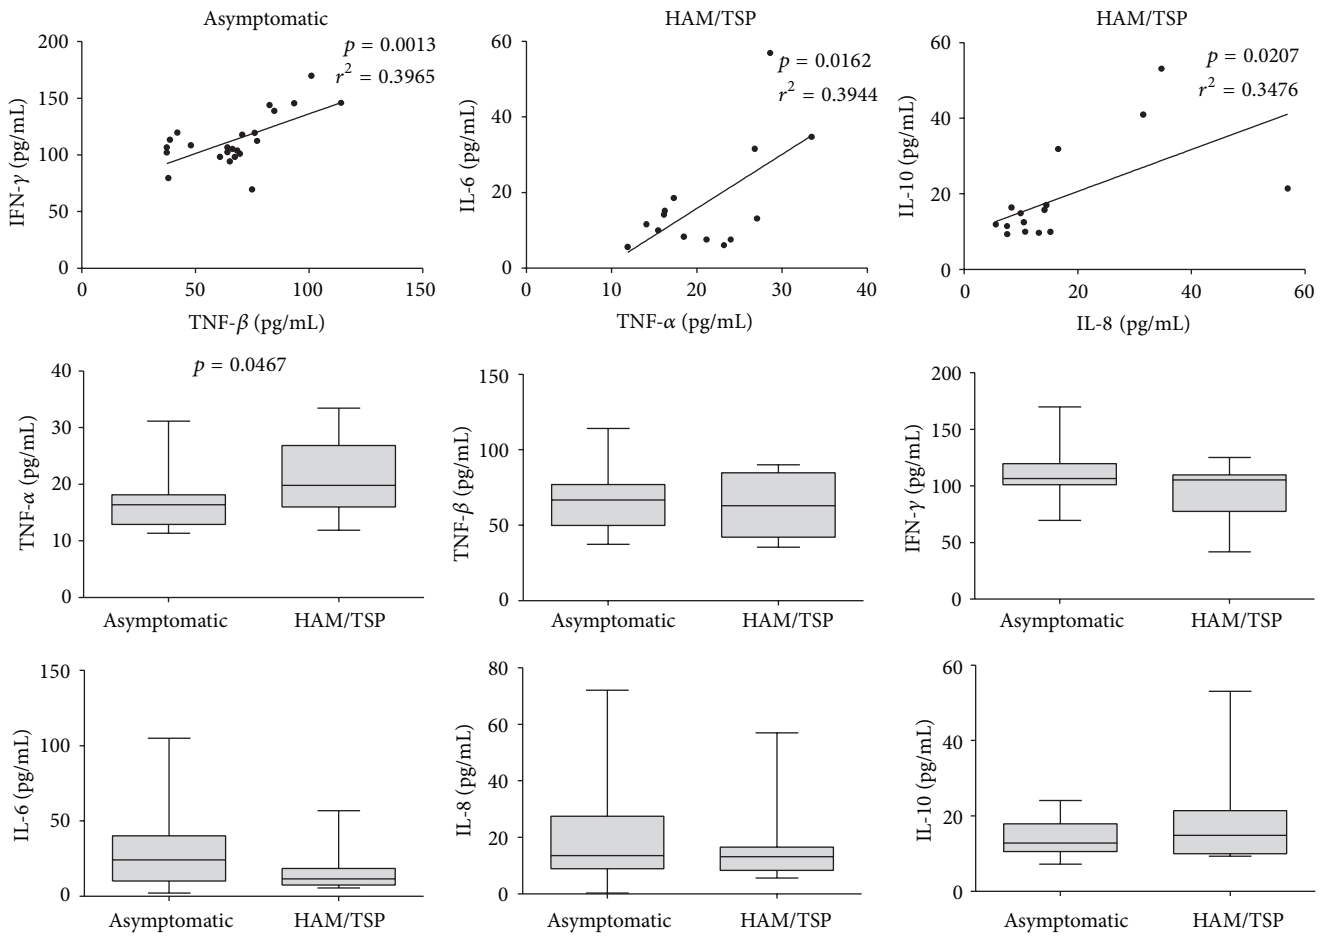 Asymptomatic
p = 0.0013
r² = 0.3965
IFN-γ (pg/mL)
200
150
100
50
0
0 50 100 150
TNF-β (pg/mL)
HAM/TSP
p = 0.0162
r² = 0.3944
IL-6 (pg/mL)
60
40
20
0
0 10 20 30 40
TNF-α (pg/mL)
HAM/TSP
p = 0.0207
r² = 0.3476
IL-10 (pg/mL)
60
40
20
0
0 20 40 60
IL-8 (pg/mL)
p = 0.0467
TNF-α (pg/mL)
40
30
20
10
0
Asymptomatic HAM/TSP
TNF-β (pg/mL)
150
100
50
0
Asymptomatic HAM/TSP
IFN-γ (pg/mL)
200
150
100
50
0
Asymptomatic HAM/TSP
IL-6 (pg/mL)
150
100
50
0
Asymptomatic HAM/TSP
IL-8 (pg/mL)
80
60
40
20
0
Asymptomatic HAM/TSP
IL-10 (pg/mL)
60
40
20
0
Asymptomatic HAM/TSP